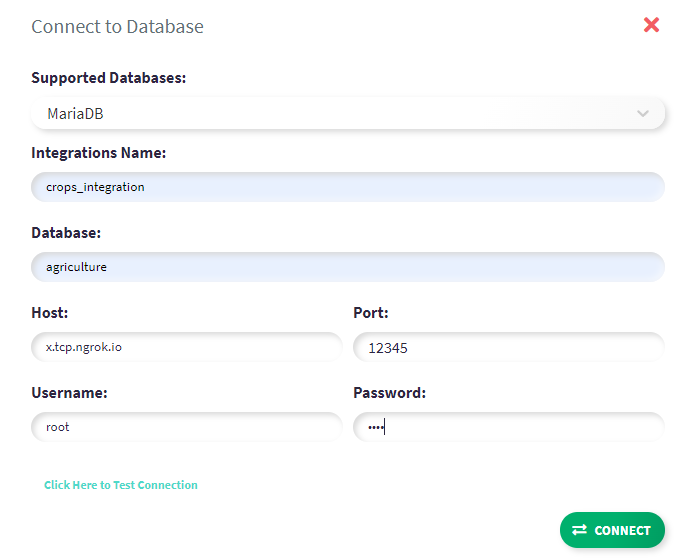 Connect to Database
Supported Databases:
MariaDB
Integrations Name:
crops_integration
Database:
agriculture
Host: Port:
x.tcp.ngrok.io 12345
Username: Password:
root ••••
Click Here to Test Connection
CONNECT